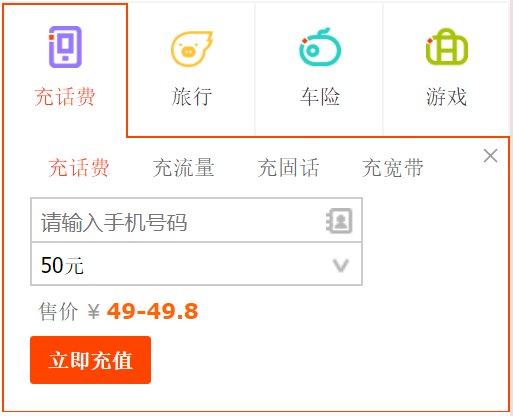 充话费 旅行 车险 游戏
充话费 充流量 充固话 充宽带
请输入手机号码
50元
售价 ¥ 49-49.8
立即充值